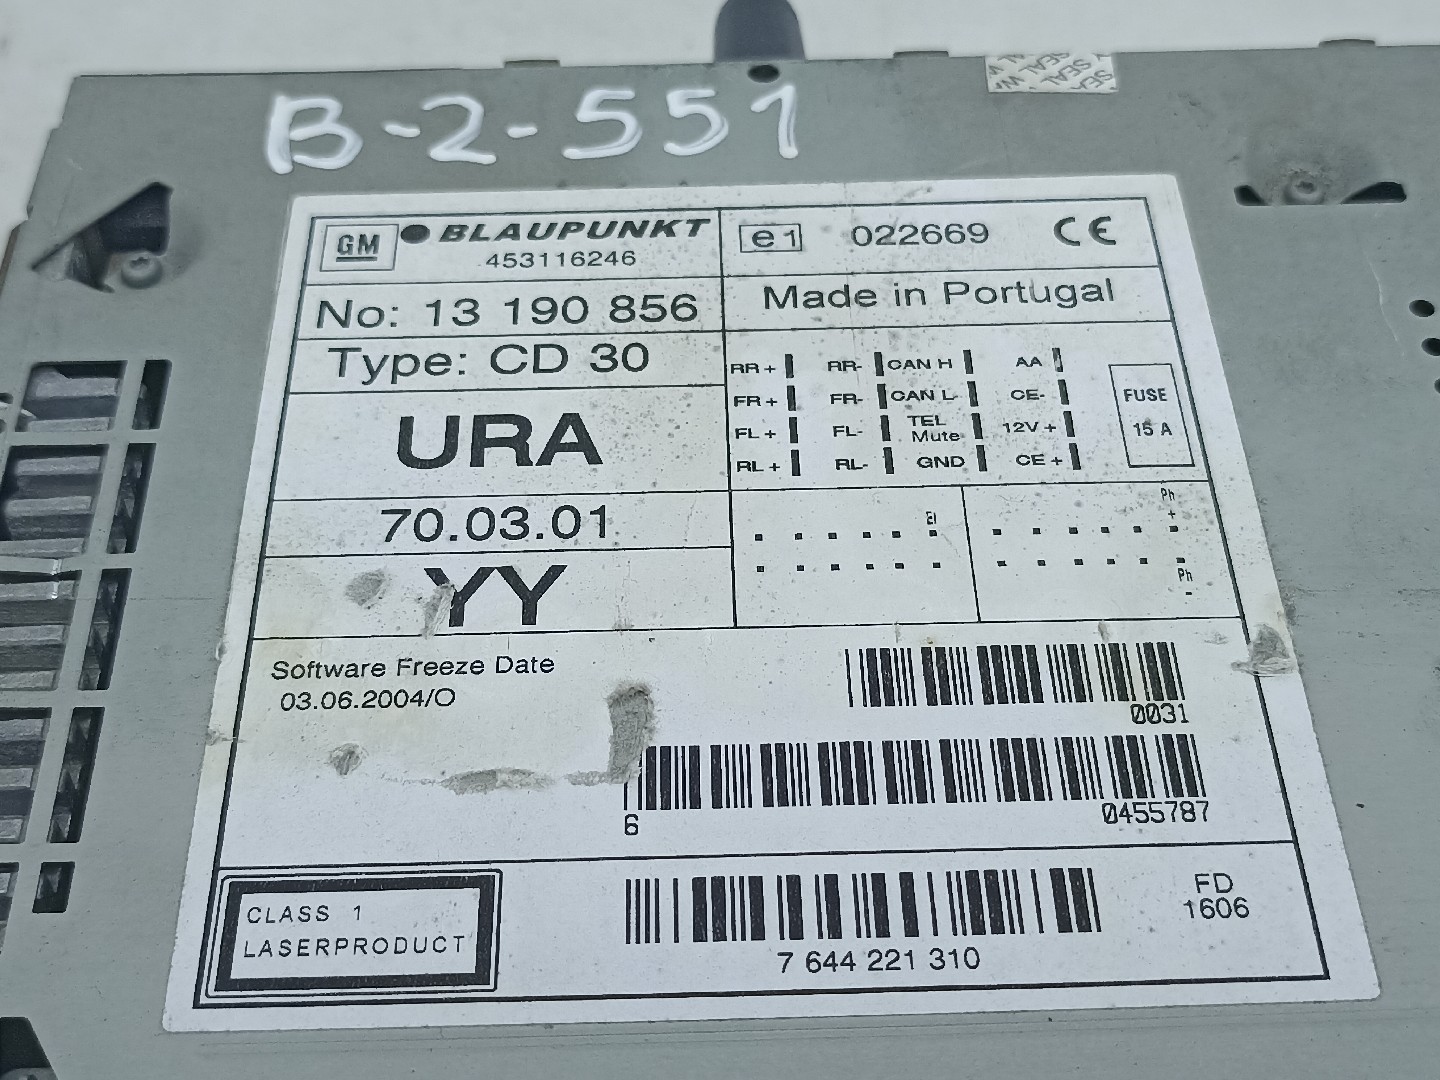 B-2-551
GM BLAUPUNKT
453116246
e1 022669 CE
No: 13 190 856
Made in Portugal
Type: CD 30
RR + RR- CAN H AA
FR + FR- CAN L CE-
FL + FL- TEL Mute 12V +
RL + RL- GND CE +
FUSE
15 A
URA
70.03.01
YY
Ph
+
Ph
-
Software Freeze Date
03.06.2004/O
0031
6 0455787
CLASS 1
LASERPRODUCT
7 644 221 310
FD
1606